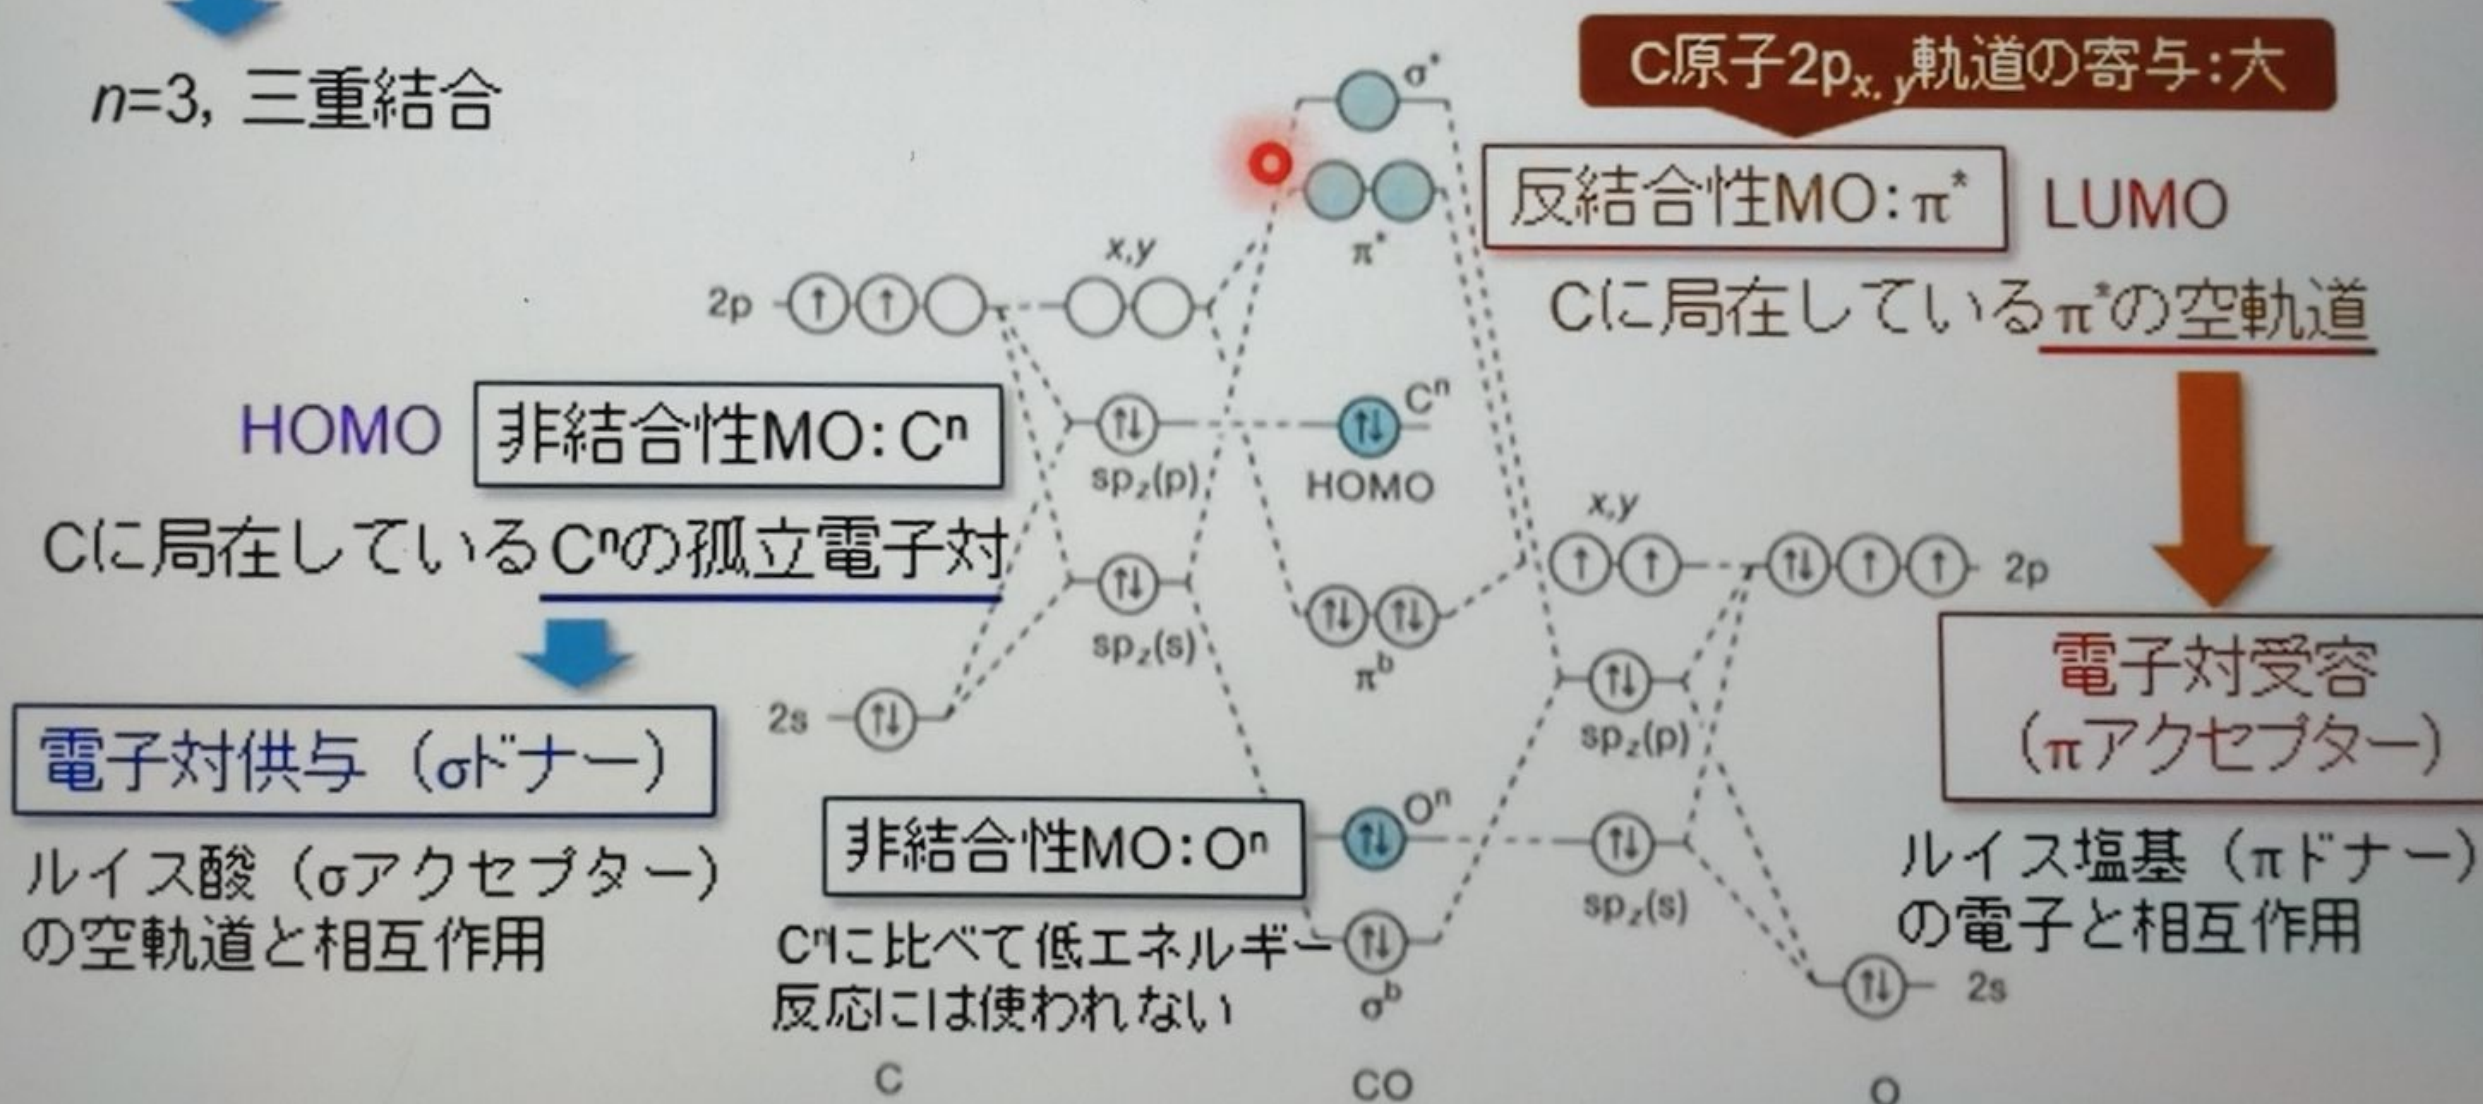 n=3, 三重結合
C原子2px, y軌道の寄与:大
反結合性MO:π*
LUMO
Cに局在しているπ*の空軌道
σ*
π*
x,y
2p
HOMO
非結合性MO:Cⁿ
Cに局在しているCⁿの孤立電子対
spz(p)
Cⁿ
HOMO
x,y
2p
spz(s)
πᵇ
電子対受容
(πアクセプター)
2s
電子対供与 (σドナー)
spz(p)
非結合性MO:Oⁿ
Oⁿ
ルイス酸 (σアクセプター)
の空軌道と相互作用
ルイス塩基 (πドナー)
の電子と相互作用
spz(s)
Cⁿに比べて低エネルギー
反応には使われない
σᵇ
2s
C
CO
O